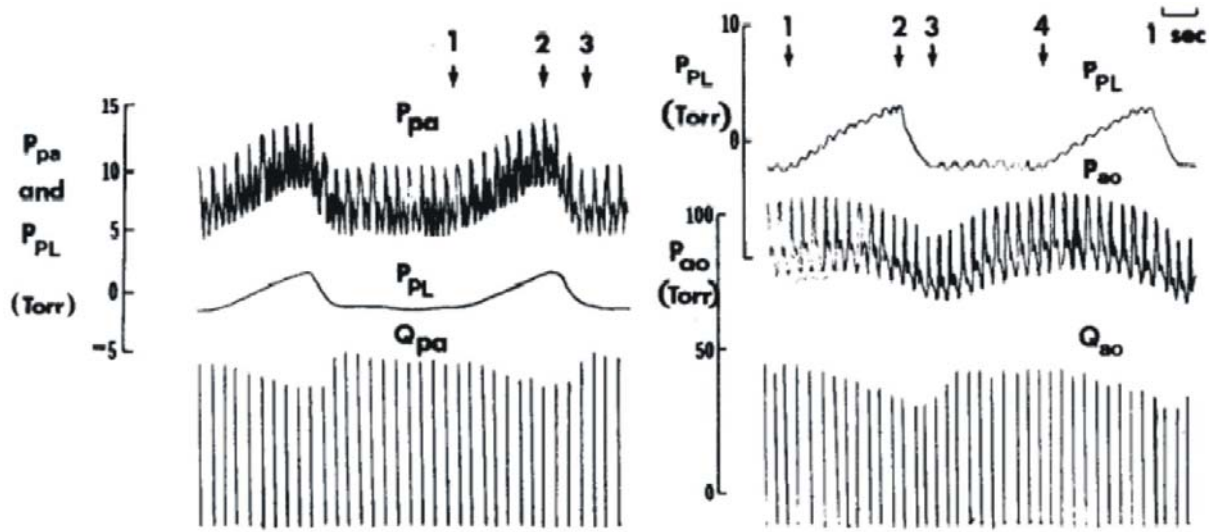 1 2 3
15
P_pa
10
P_pa
and
P_PL
(Torr)
5
0
-5
P_PL
Q_pa
10
1 2 3 4
1 sec
P_PL
(Torr)
0
P_PL
P_ao
100
P_ao
(Torr)
50
Q_ao
0